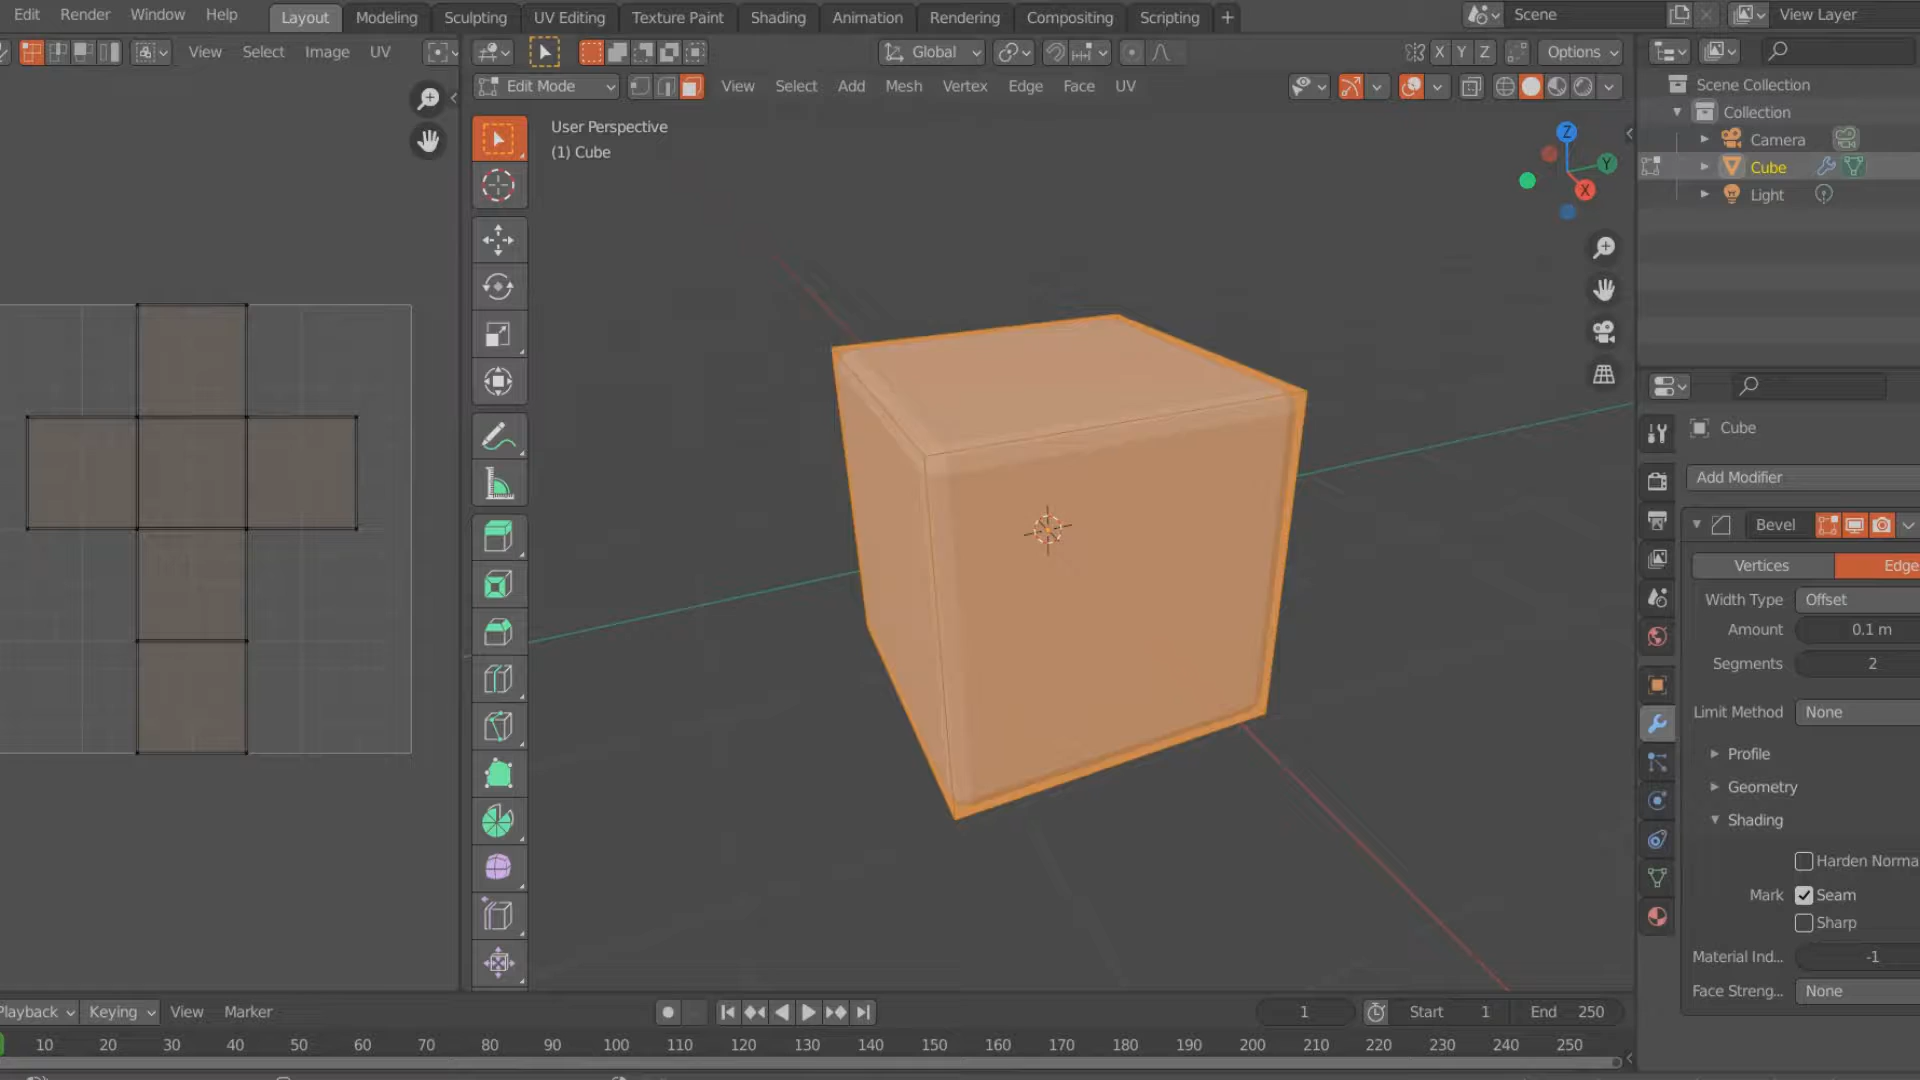 Edit Render Window Help Layout Modeling Sculpting UV Editing Texture Paint Shading Animation Rendering Compositing Scripting + Scene View Layer
View Select Image UV Global X Y Z Options
Edit Mode View Select Add Mesh Vertex Edge Face UV
User Perspective
(1) Cube
Z
Y
X
Scene Collection
Collection
Camera
Cube
Light
Cube
Add Modifier
Bevel
Vertices Edge
Width Type Offset
Amount 0.1 m
Segments 2
Limit Method None
Profile
Geometry
Shading
Harden Norma
Mark Seam
Sharp
Material Ind... -1
Face Streng... None
Playback Keying View Marker 1 Start 1 End 250
10 20 30 40 50 60 70 80 90 100 110 120 130 140 150 160 170 180 190 200 210 220 230 240 250